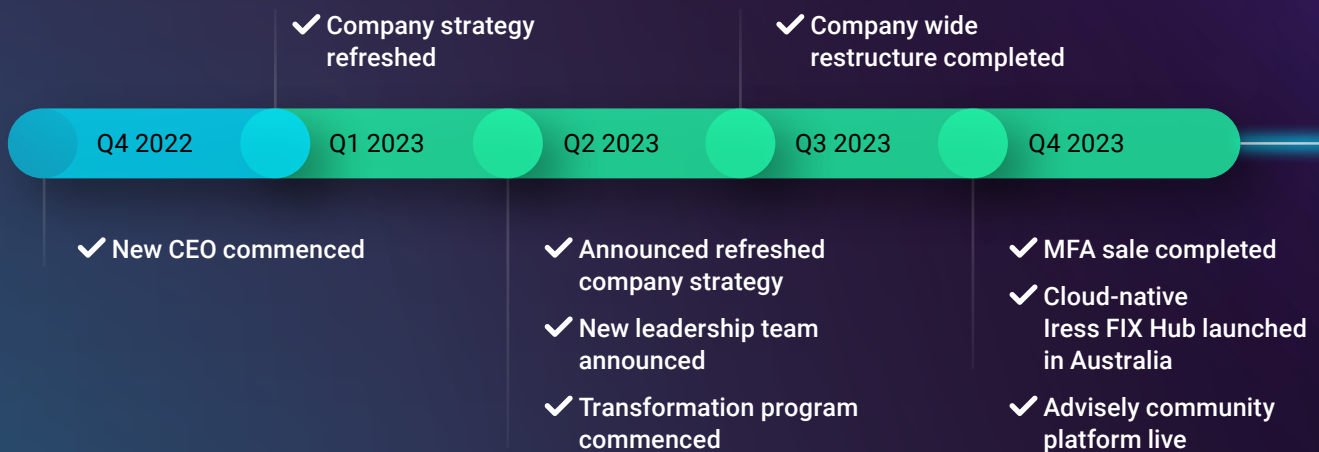 Company strategy
refreshed
Company wide
restructure completed
Q4 2022
Q1 2023
Q2 2023
Q3 2023
Q4 2023
New CEO commenced
Announced refreshed
company strategy
New leadership team
announced
Transformation program
commenced
MFA sale completed
Cloud-native
Iress FIX Hub launched
in Australia
Advisely community
platform live